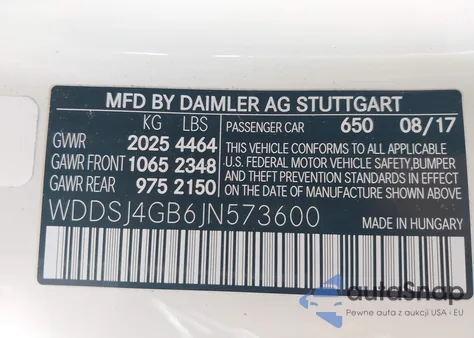 MFD BY DAIMLER AG STUTTGART
KG LBS
GVWR 2025 4464
GAWR FRONT 1065 2348
GAWR REAR 975 2150
PASSENGER CAR 650 08/17
THIS VEHICLE CONFORMS TO ALL APPLICABLE
U.S. FEDERAL MOTOR VEHICLE SAFETY, BUMPER
AND THEFT PREVENTION STANDARDS IN EFFECT
ON THE DATE OF MANUFACTURE SHOWN ABOVE.
WDDSJ4GB6JN573600
MADE IN
HUNGARY
autoSnap
Pewne auta z aukcji USA - EU